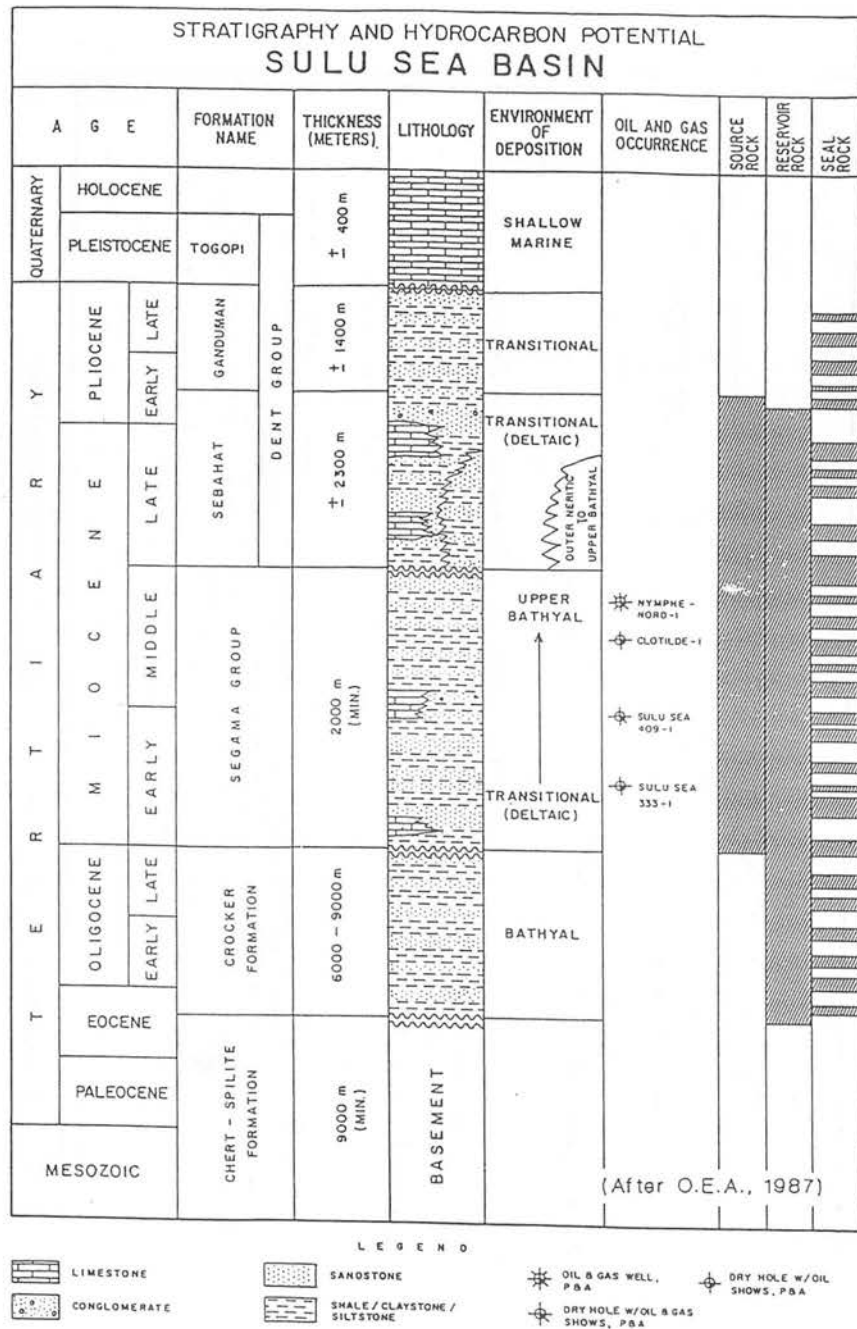 STRATIGRAPHY AND HYDROCARBON POTENTIAL
SULU SEA BASIN
A G E
FORMATION
NAME
THICKNESS
(METERS)
LITHOLOGY
ENVIRONMENT
OF
DEPOSITION
OIL AND GAS
OCCURRENCE
SOURCE
ROCK
RESERVOIR
ROCK
SEAL
ROCK
QUATERNARY
HOLOCENE
PLEISTOCENE
TOGOPI
± 400 m
SHALLOW
MARINE
TERTIARY
PLIOCENE
LATE
EARLY
GANDUMAN
DENT GROUP
± 1400 m
TRANSITIONAL
MIOCENE
LATE
SEBAHAT
± 2300 m
TRANSITIONAL
(DELTAIC)
OUTER NERITIC
TO
UPPER BATHYAL
MIDDLE
EARLY
SEGAMA GROUP
2000 m
(MIN.)
UPPER
BATHYAL
TRANSITIONAL
(DELTAIC)
NYMPHE-
NORD-1
CLOTILDE-1
SULU SEA
409-1
SULU SEA
333-1
OLIGOCENE
LATE
EARLY
CROCKER
FORMATION
6000 – 9000 m
BATHYAL
EOCENE
PALEOCENE
MESOZOIC
CHERT - SPILITE
FORMATION
9000 m
(MIN.)
BASEMENT
(After O.E.A., 1987)
L E G E N D
LIMESTONE
CONGLOMERATE
SANDSTONE
SHALE / CLAYSTONE /
SILTSTONE
OIL & GAS WELL,
P&A
DRY HOLE W/OIL & GAS
SHOWS, P&A
DRY HOLE W/OIL
SHOWS, P&A